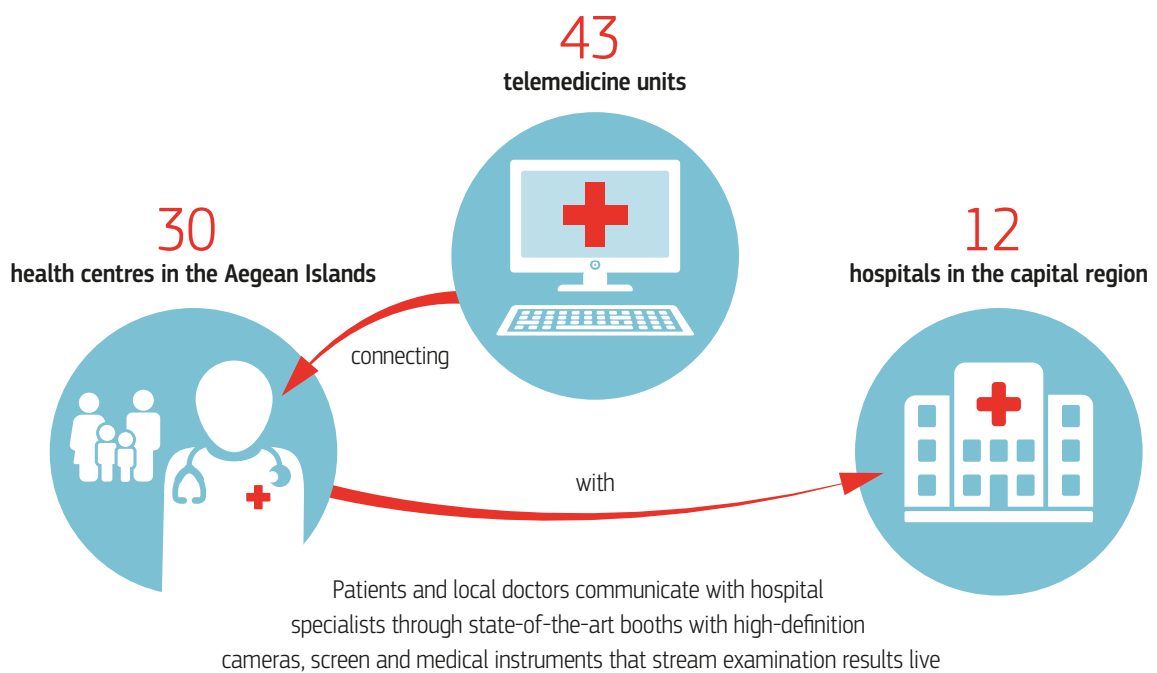 43
telemedicine units
30
health centres in the Aegean Islands
12
hospitals in the capital region
connecting
with
Patients and local doctors communicate with hospital
specialists through state-of-the-art booths with high-definition
cameras, screen and medical instruments that stream examination results live